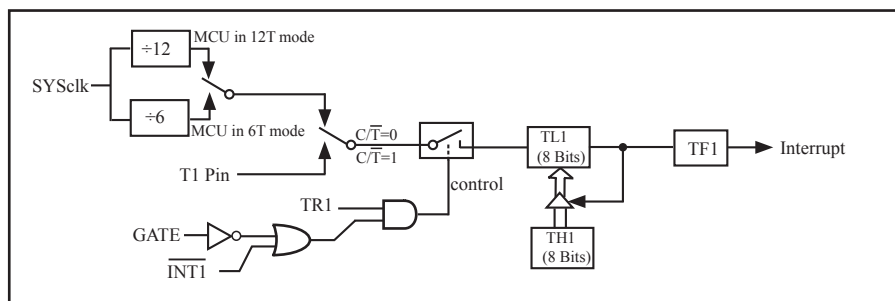 ÷12
MCU in 12T mode
SYSclk
÷6
MCU in 6T mode
C/T̅=0
C/T̅=1
T1 Pin
control
TL1
(8 Bits)
TF1
Interrupt
TR1
GATE
I̅N̅T̅1̅
TH1
(8 Bits)